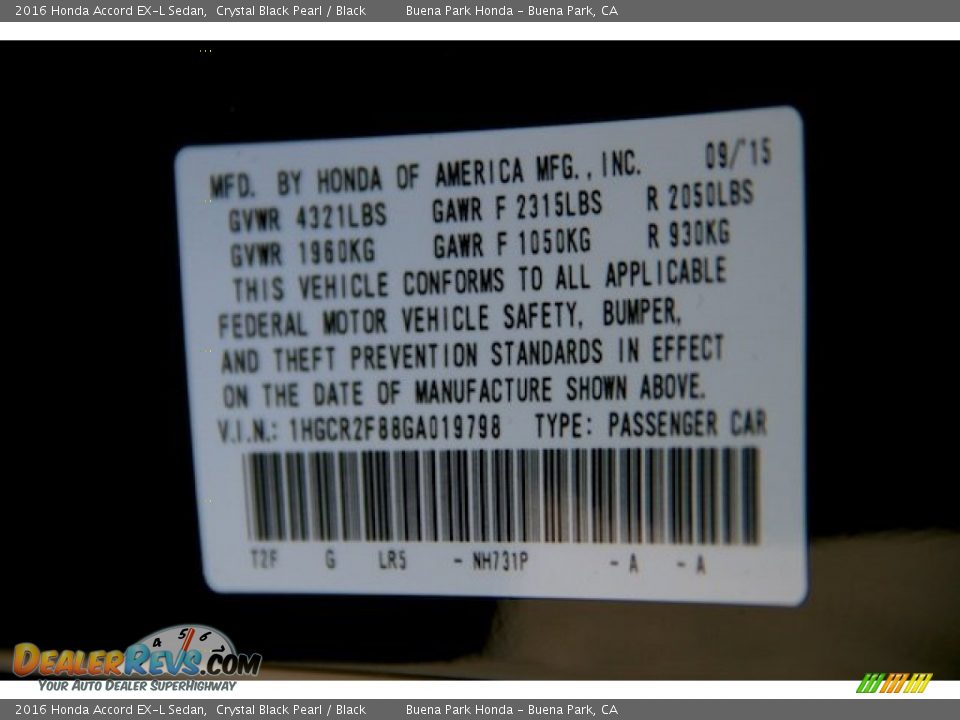 2016 Honda Accord EX-L Sedan, Crystal Black Pearl / Black Buena Park Honda - Buena Park, CA
MFD. BY HONDA OF AMERICA MFG., INC. 09/'15
GVWR 4321LBS GAWR F 2315LBS R 2050LBS
GVWR 1960KG GAWR F 1050KG R 930KG
THIS VEHICLE CONFORMS TO ALL APPLICABLE
FEDERAL MOTOR VEHICLE SAFETY, BUMPER,
AND THEFT PREVENTION STANDARDS IN EFFECT
ON THE DATE OF MANUFACTURE SHOWN ABOVE.
V.I.N.: 1HGCR2F88GA019798 TYPE: PASSENGER CAR
T2F G LR5 - NH731P - A - A
4 5 6
DEALERREVS.COM
YOUR AUTO DEALER SUPERHIGHWAY
2016 Honda Accord EX-L Sedan, Crystal Black Pearl / Black Buena Park Honda - Buena Park, CA